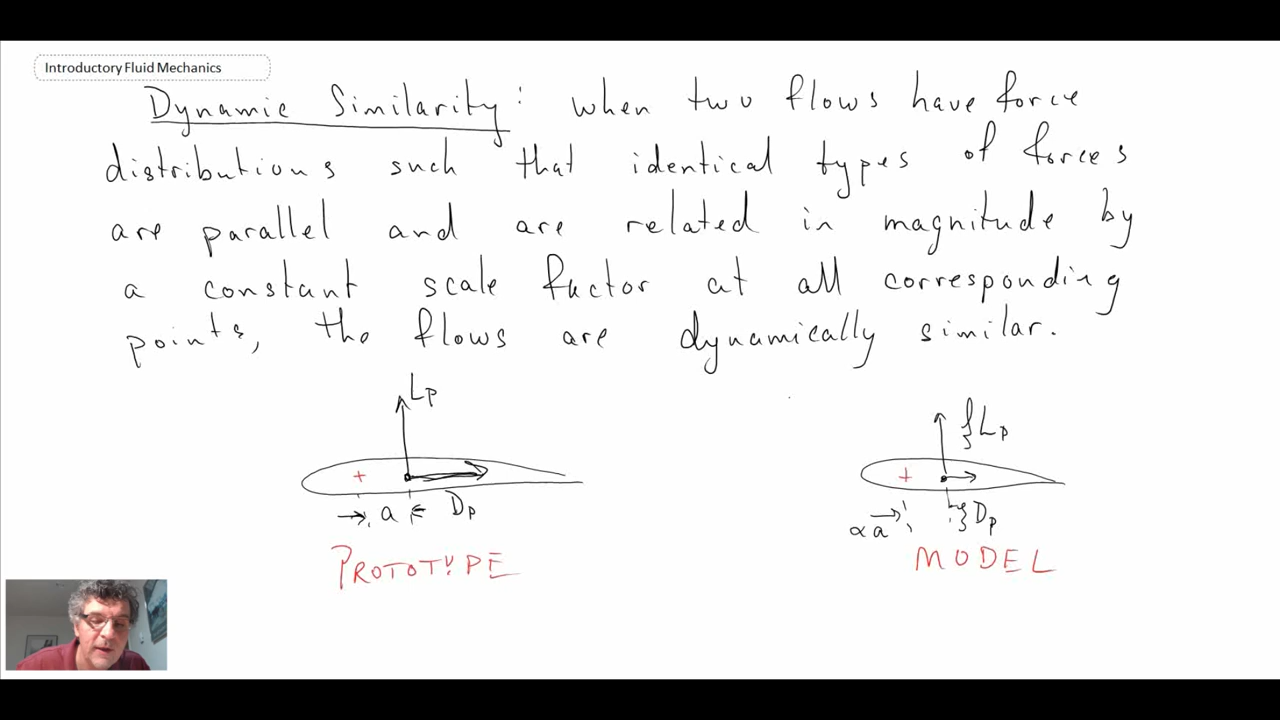 Introductory Fluid Mechanics
Dynamic Similarity: when two flows have force
distributions such that identical types of forces
are parallel and are related in magnitude by
a constant scale factor at all corresponding
points, the flows are dynamically similar.
Lp
}Lp
+
+
a
Dp
αa
}Dp
PROTOTYPE
MODEL